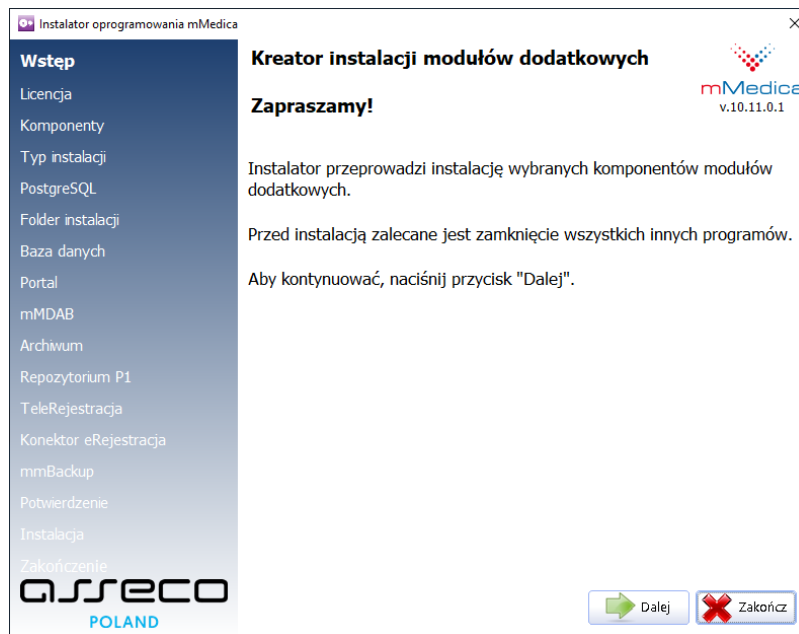 Instalator oprogramowania mMedica
Wstęp
Licencja
Komponenty
Typ instalacji
PostgreSQL
Folder instalacji
Baza danych
Portal
mMDAB
Archiwum
Repozytorium P1
TeleRejestracja
Konektor eRejestracja
mmBackup
Potwierdzenie
Instalacja
Zakończenie
asseco
POLAND
Kreator instalacji modułów dodatkowych
Zapraszamy!
mMedica
v.10.11.0.1
Instalator przeprowadzi instalację wybranych komponentów modułów
dodatkowych.
Przed instalacją zalecane jest zamknięcie wszystkich innych programów.
Aby kontynuować, naciśnij przycisk "Dalej".
Dalej
Zakończ